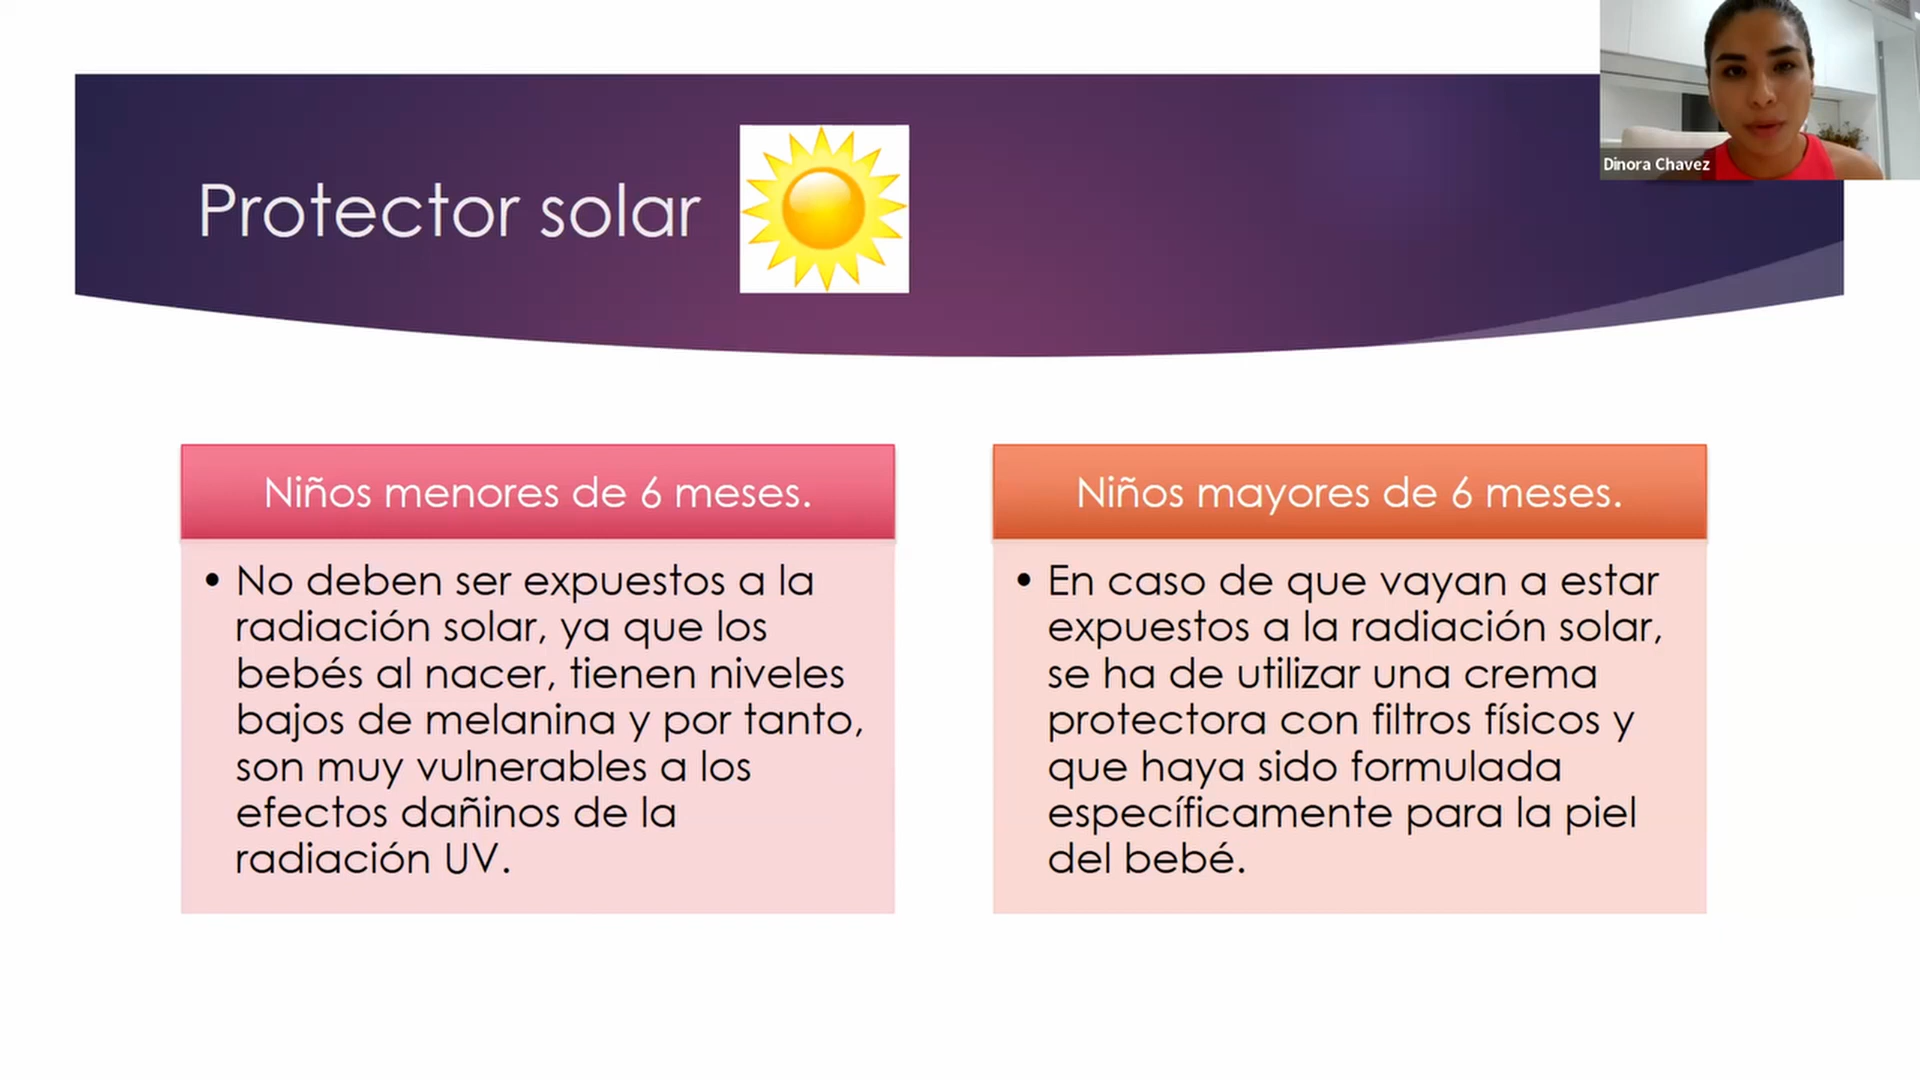 Dinora Chavez
Protector solar
Niños menores de 6 meses.
• No deben ser expuestos a la
radiación solar, ya que los
bebés al nacer, tienen niveles
bajos de melanina y por tanto,
son muy vulnerables a los
efectos dañinos de la
radiación UV.
Niños mayores de 6 meses.
• En caso de que vayan a estar
expuestos a la radiación solar,
se ha de utilizar una crema
protectora con filtros físicos y
que haya sido formulada
específicamente para la piel
del bebé.